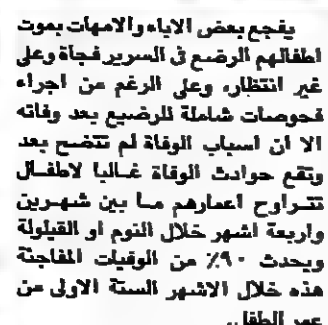 يفجع بعض الاباء والامهات بموت
اطفالهم الرضع في السرير فجأة وعلى
غير انتظار، وعلى الرغم من اجراء
فحوصات شاملة للرضيع بعد وفاته
الا ان اسباب الوفاة لم تتضح بعد
وتقع حوادث الوفاة غالبا لاطفال
تتراوح اعمارهم ما بين شهرين
واربعة اشهر خلال النوم او القيلولة
ويحدث ٩٠٪ من الوفيات المفاجئة
هذه خلال الاشهر الستة الاولى من
عمر الطفل.